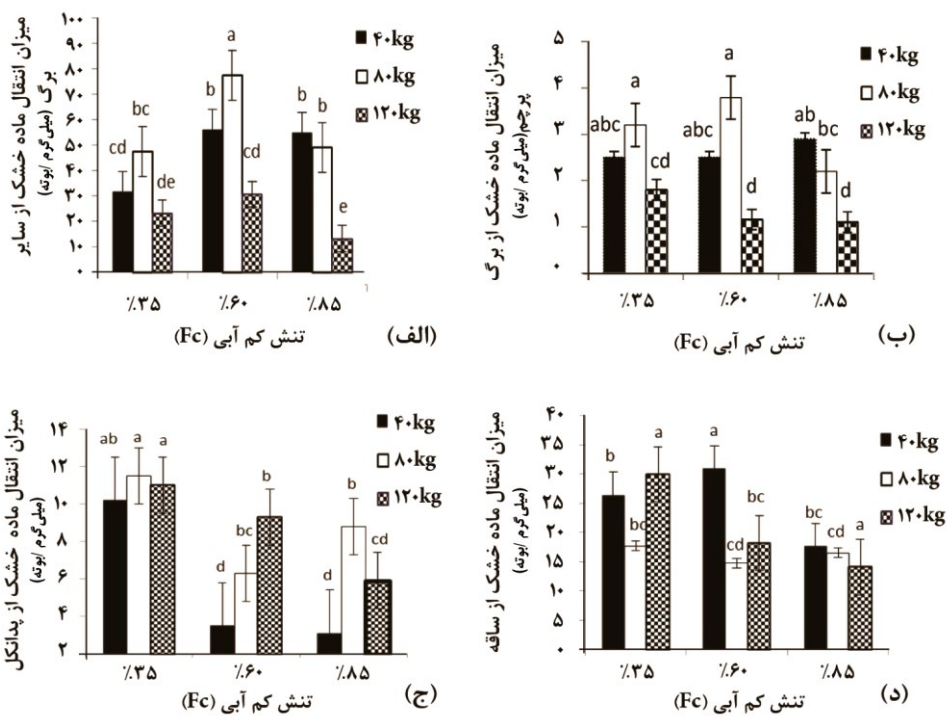 میزان انتقال ماده خشک از سایر
برگ (میلی گرم /بوته)
۱۰۰
۹۰
۸۰
۷۰
۶۰
۵۰
۴۰
۳۰
۲۰
۱۰
۰
۴۰kg
۸۰kg
۱۲۰kg
cd
bc
de
b
a
cd
b
b
e
٪۳۵
٪۶۰
٪۸۵
تنش کم آبی (Fc)
(الف)
میزان انتقال ماده خشک از برگ
پرچم(میلی گرم /بوته)
۵
۴
۳
۲
۱
۰
۴۰kg
۸۰kg
۱۲۰kg
abc
a
cd
abc
a
d
ab
bc
d
٪۳۵
٪۶۰
٪۸۵
تنش کم آبی (Fc)
(ب)
میزان انتقال ماده خشک از پدانکل
(میلی گرم /بوته)
۱۴
۱۲
۱۰
۸
۶
۴
۲
۴۰kg
۸۰kg
۱۲۰kg
ab
a
a
d
bc
b
d
b
cd
٪۳۵
٪۶۰
٪۸۵
تنش کم آبی (Fc)
(ج)
میزان انتقال ماده خشک از ساقه
(میلی گرم /بوته)
۴۰
۳۵
۳۰
۲۵
۲۰
۱۵
۱۰
۵
۰
۴۰kg
۸۰kg
۱۲۰kg
b
bc
a
a
cd
bc
bc
cd
a
٪۳۵
٪۶۰
٪۸۵
تنش کم آبی (Fc)
(د)